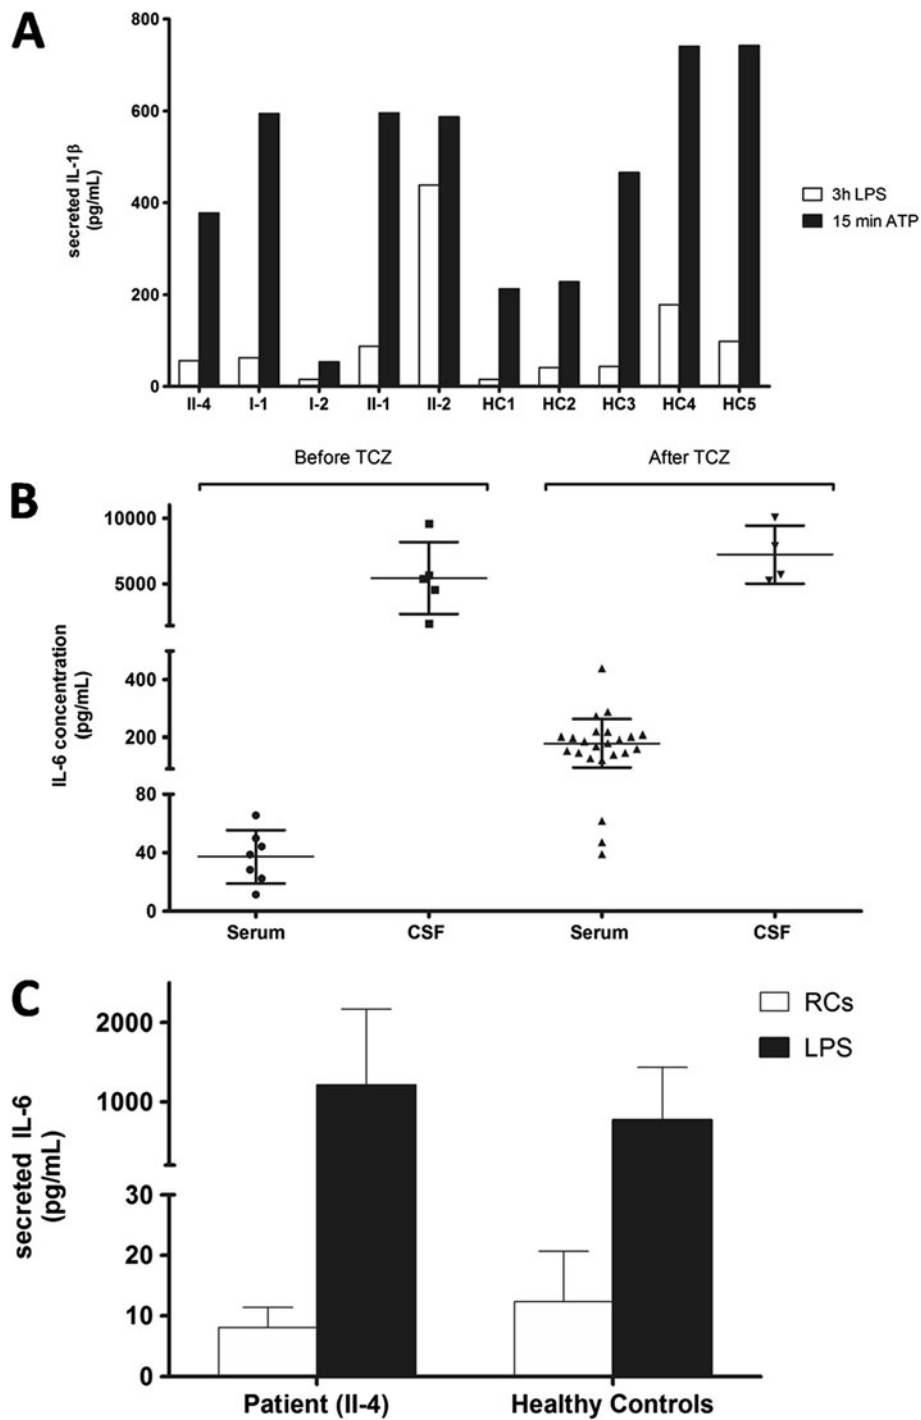 A
800
600
400
200
0
secreted IL-1β
(pg/mL)
3h LPS
15 min ATP
II-4 I-1 I-2 II-1 II-2 HC1 HC2 HC3 HC4 HC5
B
Before TCZ After TCZ
10000
5000
400
200
80
40
0
IL-6 concentration
(pg/mL)
Serum CSF Serum CSF
C
2000
1000
30
20
10
0
secreted IL-6
(pg/mL)
RCs
LPS
Patient (II-4) Healthy Controls